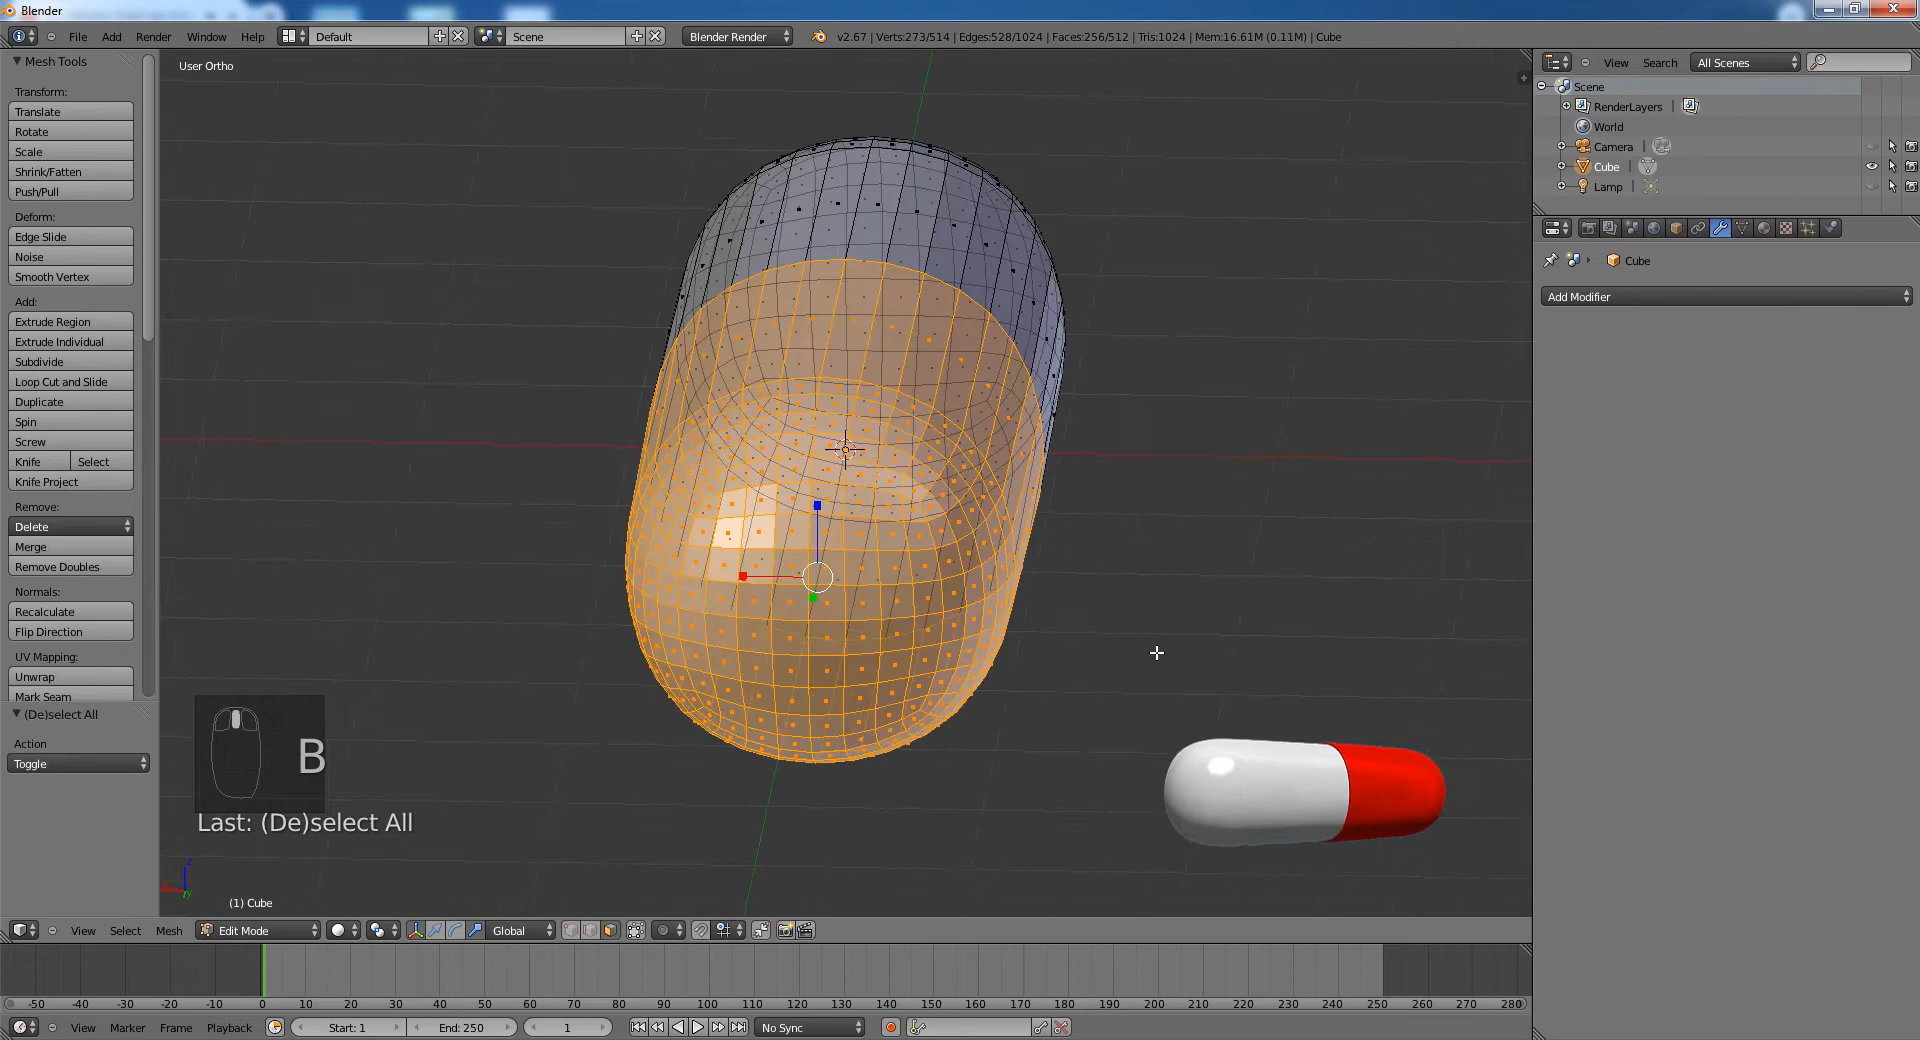 Blender
File Add Render Window Help Default Scene Blender Render v2.67 | Verts:273/514 | Edges:528/1024 | Faces:256/512 | Tris:1024 | Mem:16.61M (0.11M) | Cube
Mesh Tools
Transform:
Translate
Rotate
Scale
Shrink/Fatten
Push/Pull
Deform:
Edge Slide
Noise
Smooth Vertex
Add:
Extrude Region
Extrude Individual
Subdivide
Loop Cut and Slide
Duplicate
Spin
Screw
Knife Select
Knife Project
Remove:
Delete
Merge
Remove Doubles
Normals:
Recalculate
Flip Direction
UV Mapping:
Unwrap
Mark Seam
(De)select All
Action
Toggle
User Ortho
B
Last: (De)select All
(1) Cube
View Select Mesh Edit Mode Global
View Search All Scenes
Scene
RenderLayers |
World
Camera |
Cube |
Lamp |
Cube
Add Modifier
-50 -40 -30 -20 -10 0 10 20 30 40 50 60 70 80 90 100 110 120 130 140 150 160 170 180 190 200 210 220 230 240 250 260 270 280
View Marker Frame Playback Start: 1 End: 250 1 No Sync